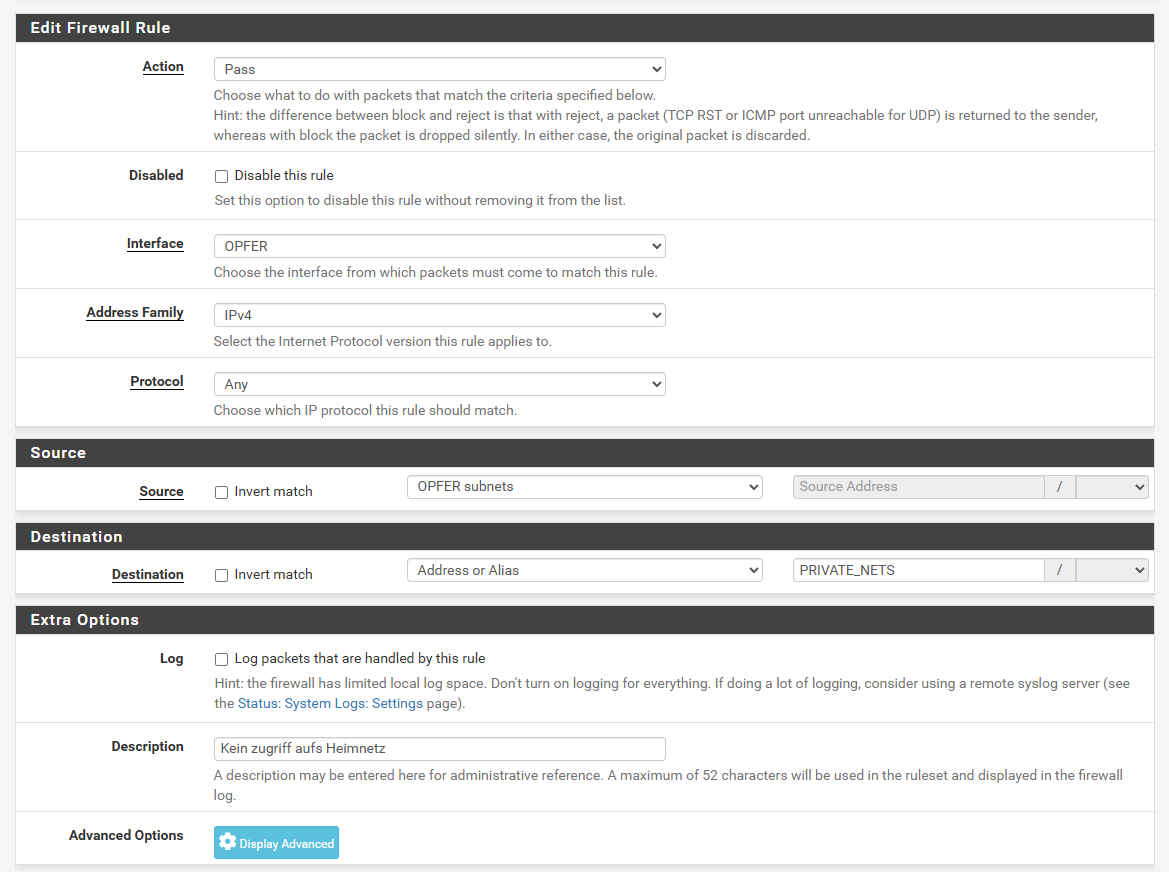 Edit Firewall Rule
Action
Pass
Choose what to do with packets that match the criteria specified below.
Hint: the difference between block and reject is that with reject, a packet (TCP RST or ICMP port unreachable for UDP) is returned to the sender,
whereas with block the packet is dropped silently. In either case, the original packet is discarded.
Disabled
Disable this rule
Set this option to disable this rule without removing it from the list.
Interface
OPFER
Choose the interface from which packets must come to match this rule.
Address Family
IPv4
Select the Internet Protocol version this rule applies to.
Protocol
Any
Choose which IP protocol this rule should match.
Source
Source
Invert match
OPFER subnets
Source Address
/
Destination
Destination
Invert match
Address or Alias
PRIVATE_NETS
/
Extra Options
Log
Log packets that are handled by this rule
Hint: the firewall has limited local log space. Don't turn on logging for everything. If doing a lot of logging, consider using a remote syslog server (see
the Status: System Logs: Settings page).
Description
Kein zugriff aufs Heimnetz
A description may be entered here for administrative reference. A maximum of 52 characters will be used in the ruleset and displayed in the firewall
log.
Advanced Options
Display Advanced